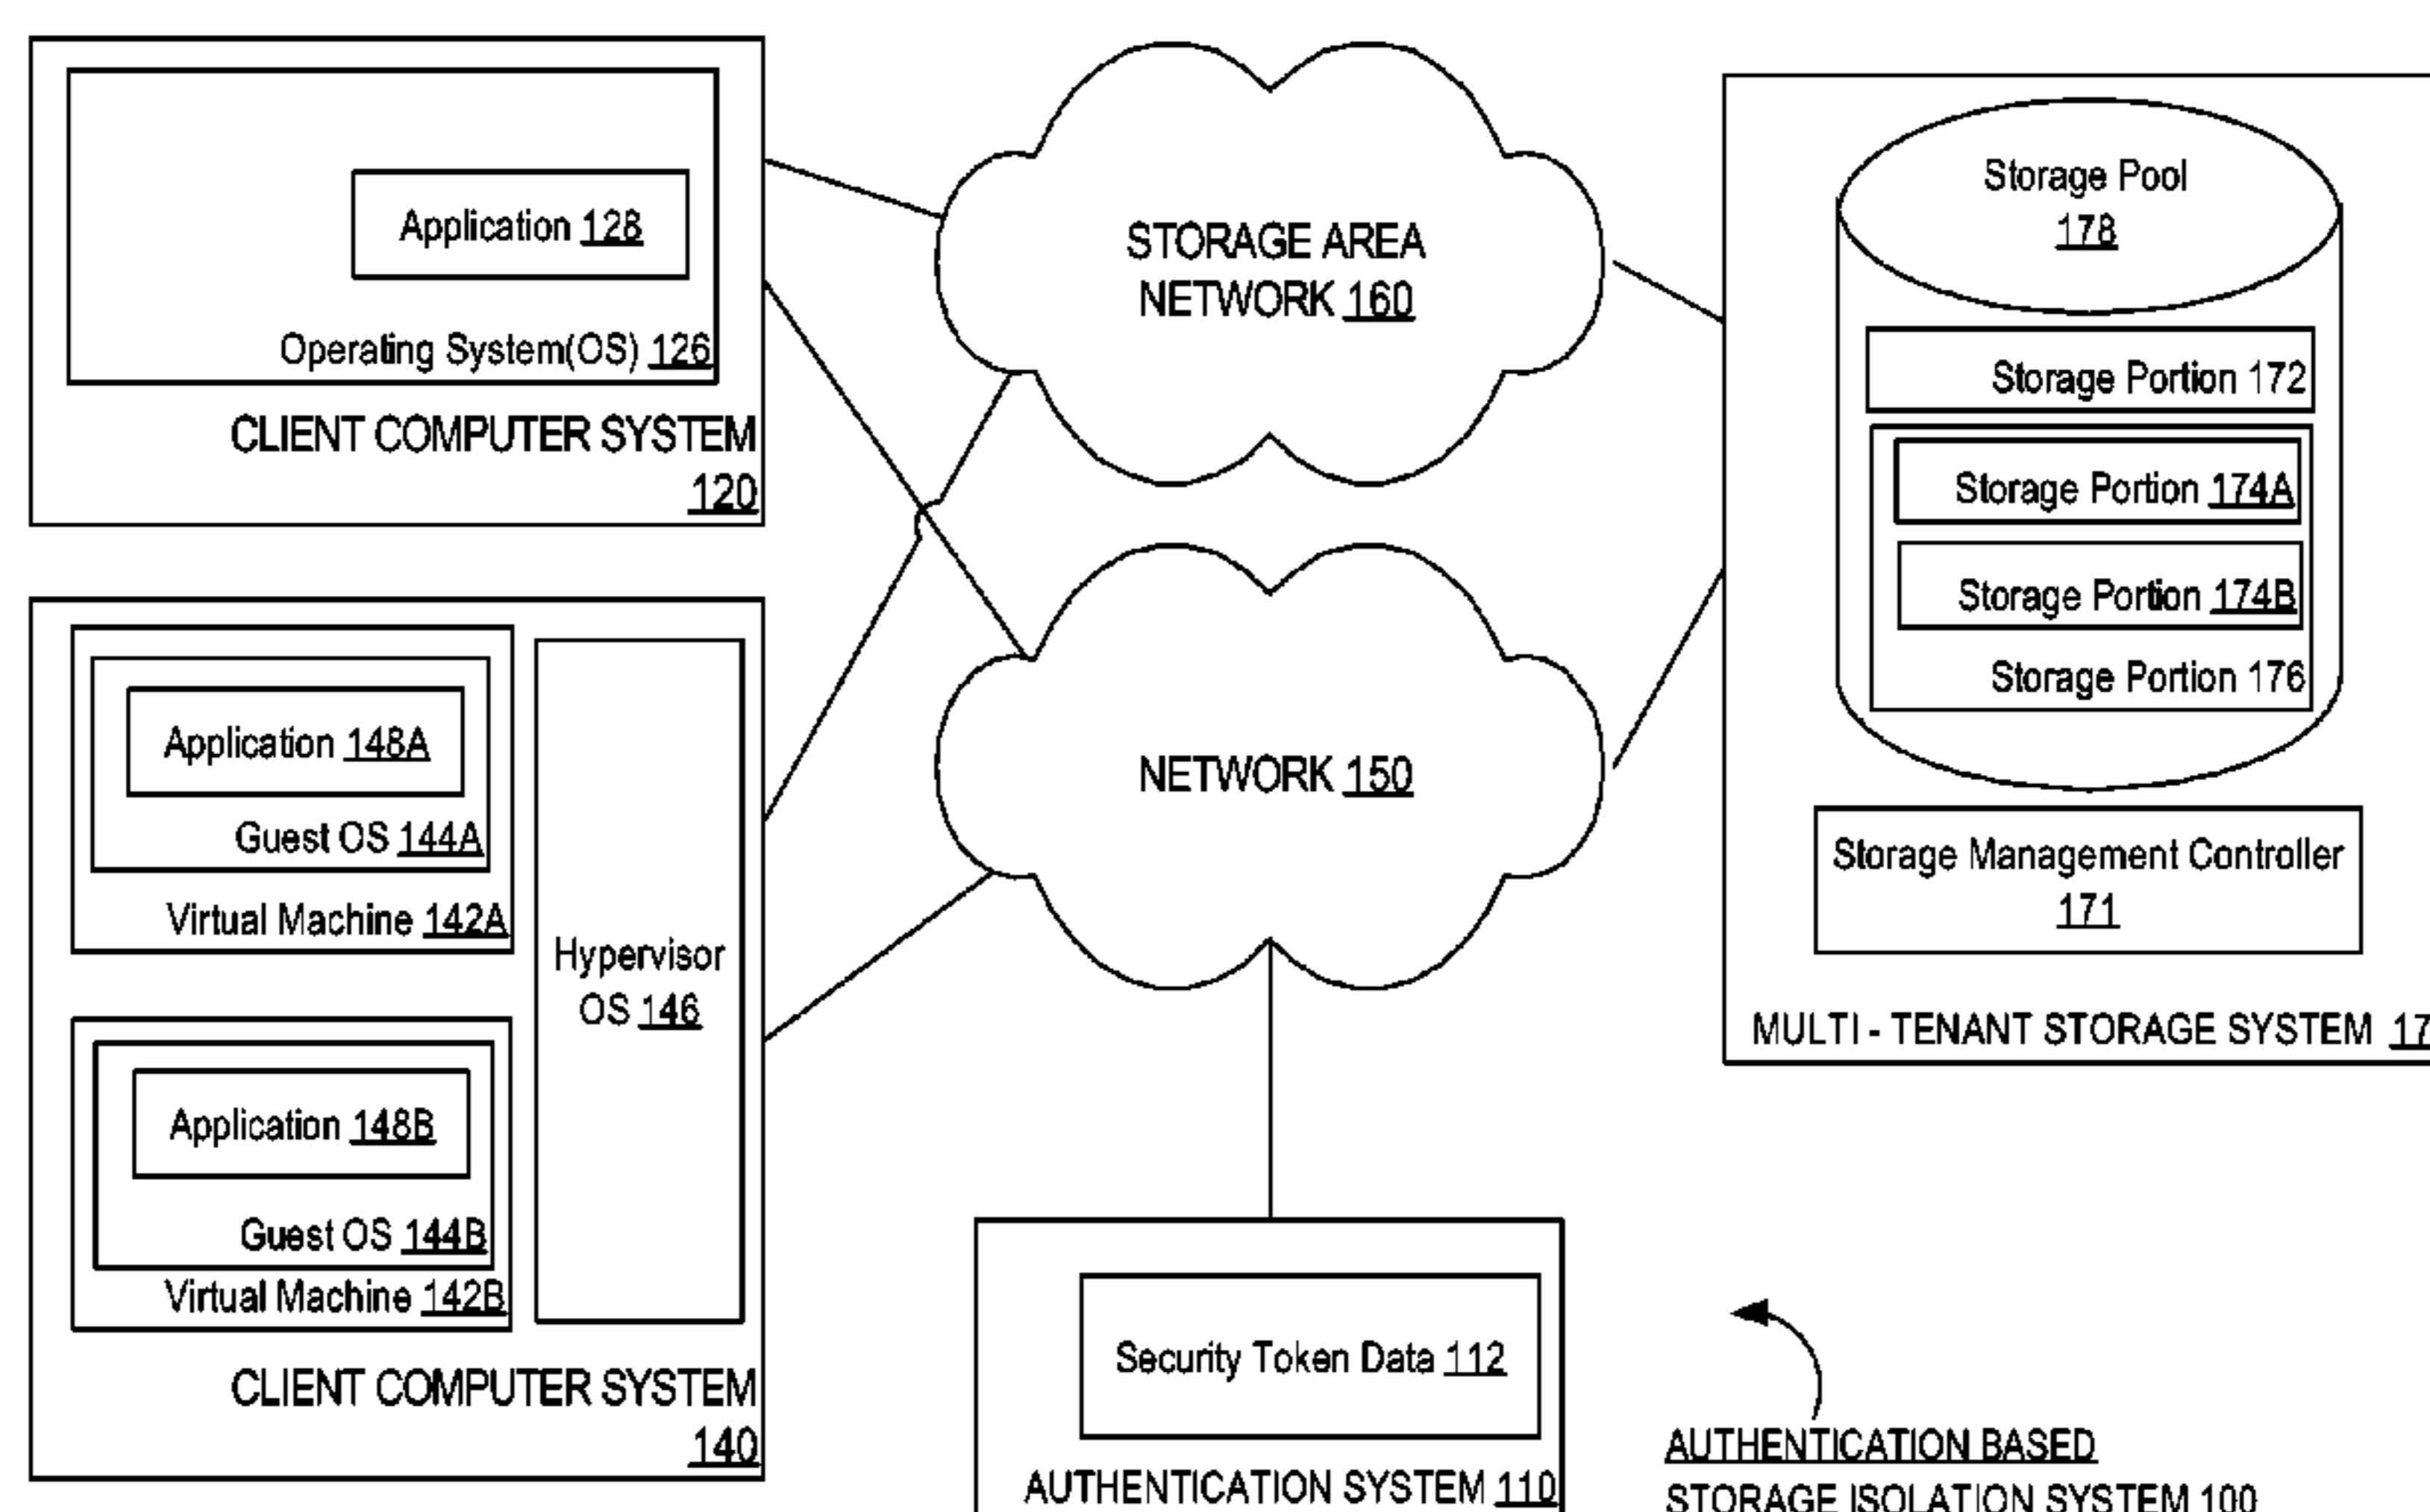 Application 128
Operating System(OS) 126
CLIENT COMPUTER SYSTEM
120
Application 148A
Guest OS 144A
Virtual Machine 142A
Application 148B
Guest OS 144B
Virtual Machine 142B
Hypervisor
OS 146
CLIENT COMPUTER SYSTEM
140
STORAGE AREA
NETWORK 160
NETWORK 150
Security Token Data 112
AUTHENTICATION SYSTEM 110
Storage Pool
178
Storage Portion 172
Storage Portion 174A
Storage Portion 174B
Storage Portion 176
Storage Management Controller
171
MULTI - TENANT STORAGE SYSTEM
AUTHENTICATION BASED
STORAGE ISOLATION SYSTEM 100